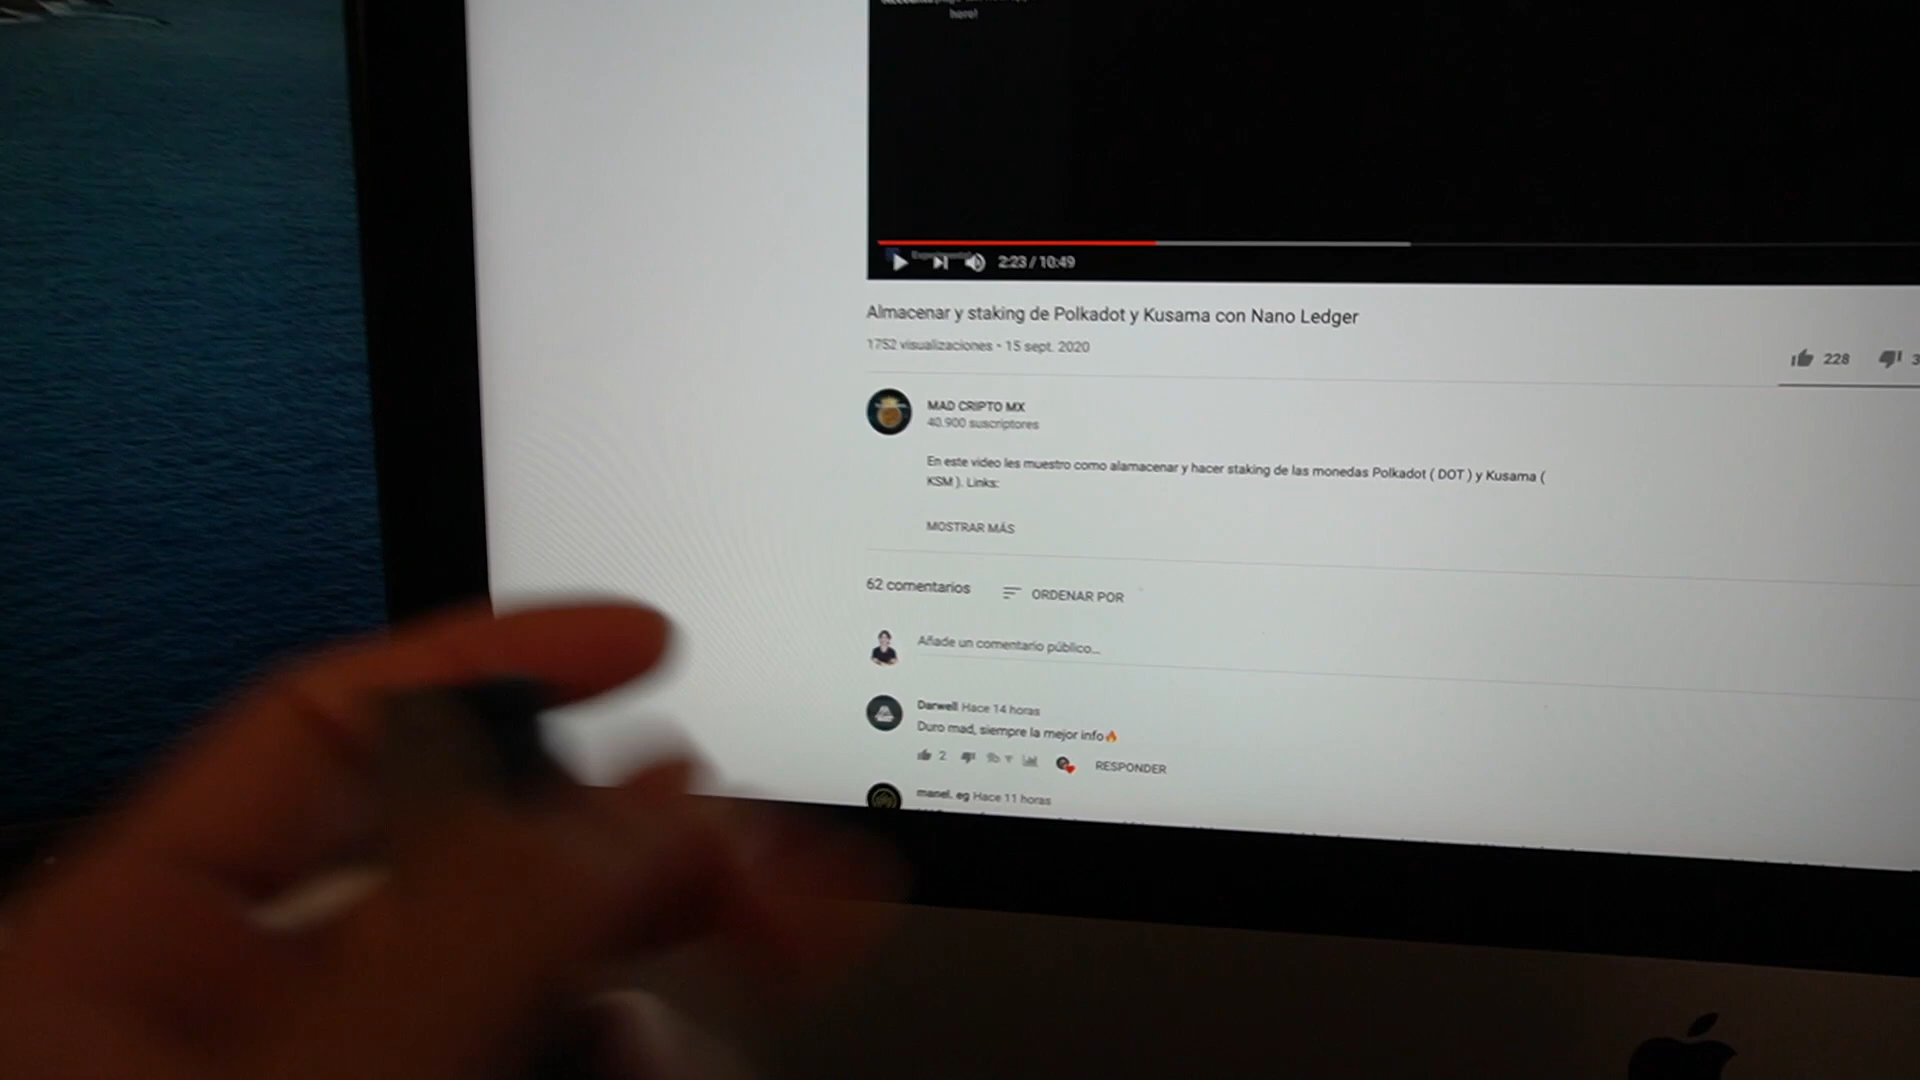 hora!
2:23 / 10:49
Almacenar y staking de Polkadot y Kusama con Nano Ledger
1752 visualizaciones • 15 sept. 2020
228
3
MAD CRIPTO MX
40.900 suscriptores
En este video les muestro como alamacenar y hacer staking de las monedas Polkadot ( DOT ) y Kusama (
KSM ). Links:
MOSTRAR MÁS
62 comentarios
ORDENAR POR
Añade un comentario público...
Darwell Hace 14 horas
Duro mad, siempre la mejor info🔥
2
RESPONDER
manel. eg Hace 11 horas